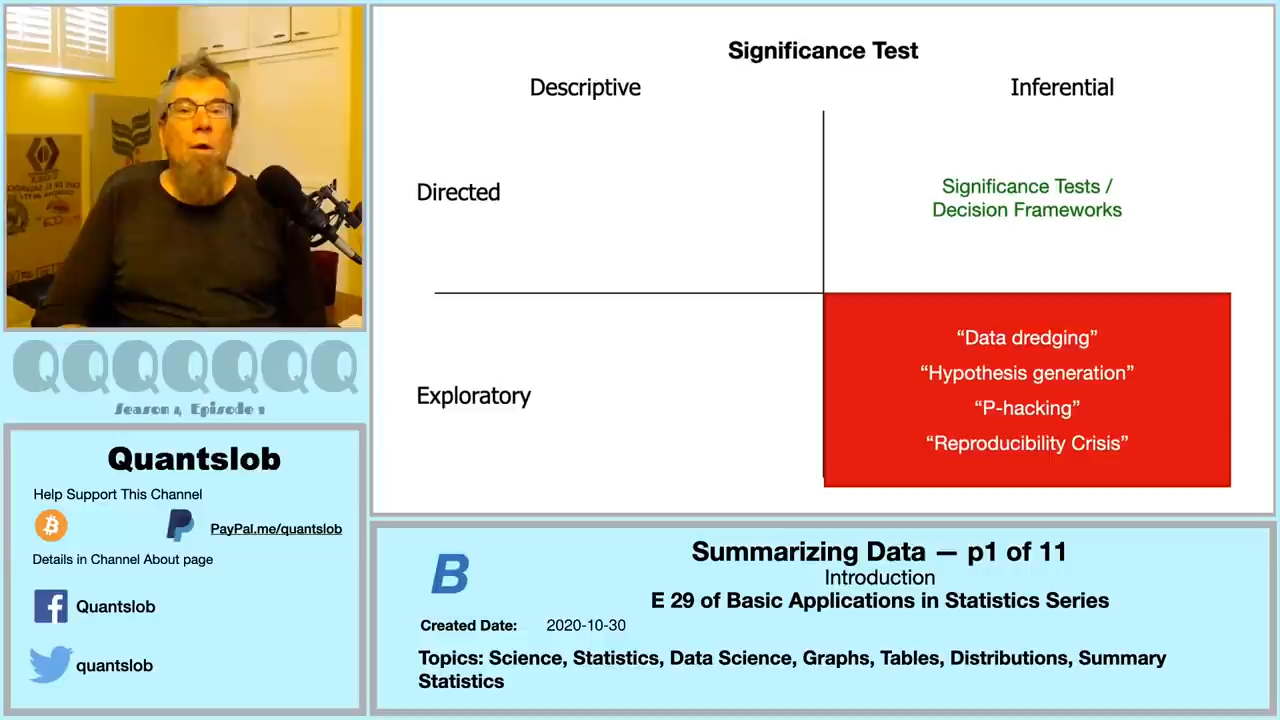 Significance Test
Descriptive
Inferential
Directed
Significance Tests /
Decision Frameworks
Exploratory
“Data dredging”
“Hypothesis generation”
“P-hacking”
“Reproducibility Crisis”
QQQQQQQ
Season 4 Episode 1
Quantslob
Help Support This Channel
PayPal.me/quantslob
Details in Channel About page
Quantslob
quantslob
B
Summarizing Data — p1 of 11
Introduction
E 29 of Basic Applications in Statistics Series
Created Date: 2020-10-30
Topics: Science, Statistics, Data Science, Graphs, Tables, Distributions, Summary
Statistics